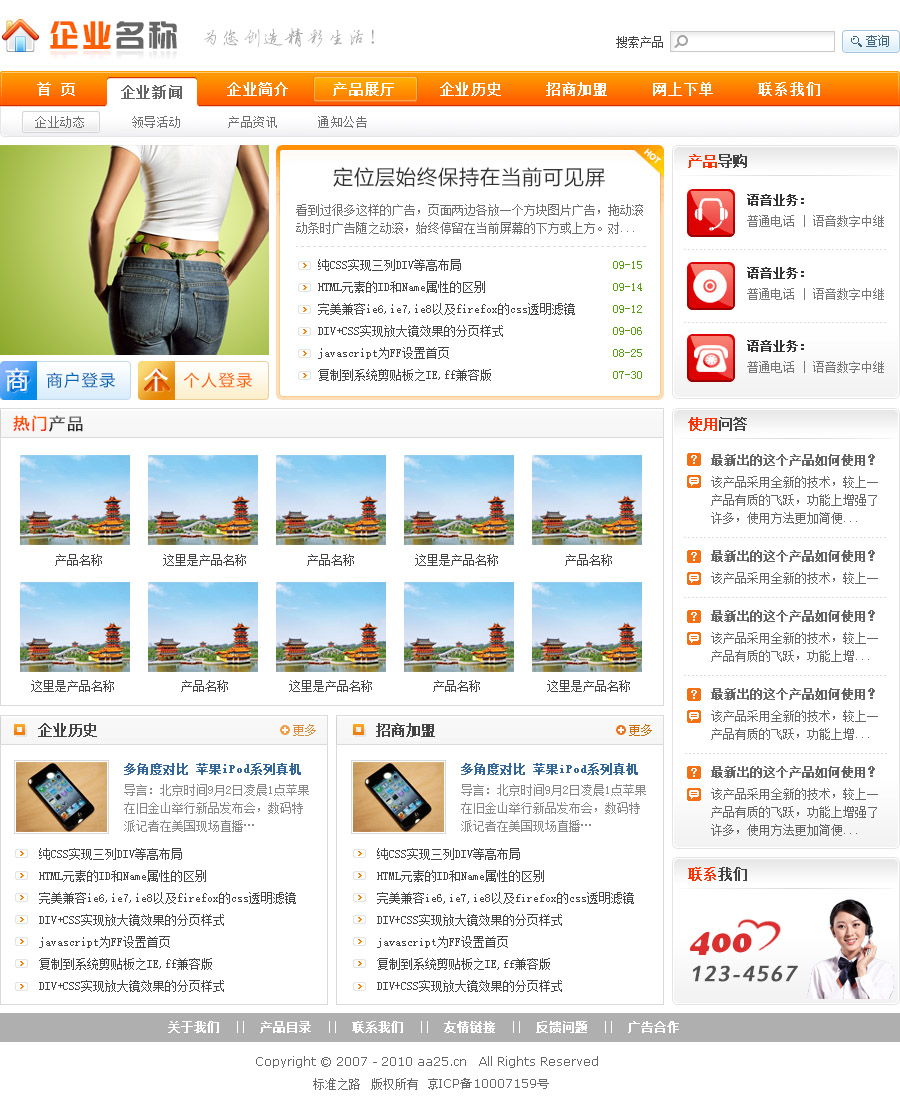 企业名称 为您创造精彩生活!
搜索产品 查询
首 页 企业新闻 企业简介 产品展厅 企业历史 招商加盟 网上下单 联系我们
企业动态 领导活动 产品资讯 通知公告
HOT
定位层始终保持在当前可见屏
看到过很多这样的广告，页面两边各放一个方块图片广告，拖动滚
动条时广告随之动滚，始终停留在当前屏幕的下方或上方。对...
纯CSS实现三列DIV等高布局 09-15
HTML元素的ID和Name属性的区别 09-14
完美兼容ie6,ie7,ie8以及firefox的css透明滤镜 09-12
DIV+CSS实现放大镜效果的分页样式 09-06
javascript为FF设置首页 08-25
复制到系统剪贴板之IE,ff兼容版 07-30
商 商户登录 个 个人登录
产品导购
语音业务：
普通电话 | 语音数字中继
语音业务：
普通电话 | 语音数字中继
语音业务：
普通电话 | 语音数字中继
热门产品
产品名称 这里是产品名称 产品名称 这里是产品名称 产品名称
这里是产品名称 产品名称 这里是产品名称 产品名称 这里是产品名称
使用问答
最新出的这个产品如何使用？
该产品采用全新的技术，较上一
产品有质的飞跃，功能上增强了
许多，使用方法更加简便...
最新出的这个产品如何使用？
该产品采用全新的技术，较上一
最新出的这个产品如何使用？
该产品采用全新的技术，较上一
产品有质的飞跃，功能上增...
最新出的这个产品如何使用？
该产品采用全新的技术，较上一
产品有质的飞跃，功能上增...
最新出的这个产品如何使用？
该产品采用全新的技术，较上一
产品有质的飞跃，功能上增强了
许多，使用方法更加简便...
企业历史 更多
多角度对比 苹果iPod系列真机
导言：北京时间9月2日凌晨1点苹果
在旧金山举行新品发布会，数码特
派记者在美国现场直播…
纯CSS实现三列DIV等高布局
HTML元素的ID和Name属性的区别
完美兼容ie6,ie7,ie8以及firefox的css透明滤镜
DIV+CSS实现放大镜效果的分页样式
javascript为FF设置首页
复制到系统剪贴板之IE,ff兼容版
DIV+CSS实现放大镜效果的分页样式
招商加盟 更多
多角度对比 苹果iPod系列真机
导言：北京时间9月2日凌晨1点苹果
在旧金山举行新品发布会，数码特
派记者在美国现场直播…
纯CSS实现三列DIV等高布局
HTML元素的ID和Name属性的区别
完美兼容ie6,ie7,ie8以及firefox的css透明滤镜
DIV+CSS实现放大镜效果的分页样式
javascript为FF设置首页
复制到系统剪贴板之IE,ff兼容版
DIV+CSS实现放大镜效果的分页样式
联系我们
400
123-4567
关于我们 || 产品目录 || 联系我们 || 友情链接 || 反馈问题 || 广告合作
Copyright © 2007 - 2010 aa25.cn All Rights Reserved
标准之路 版权所有 京ICP备10007159号